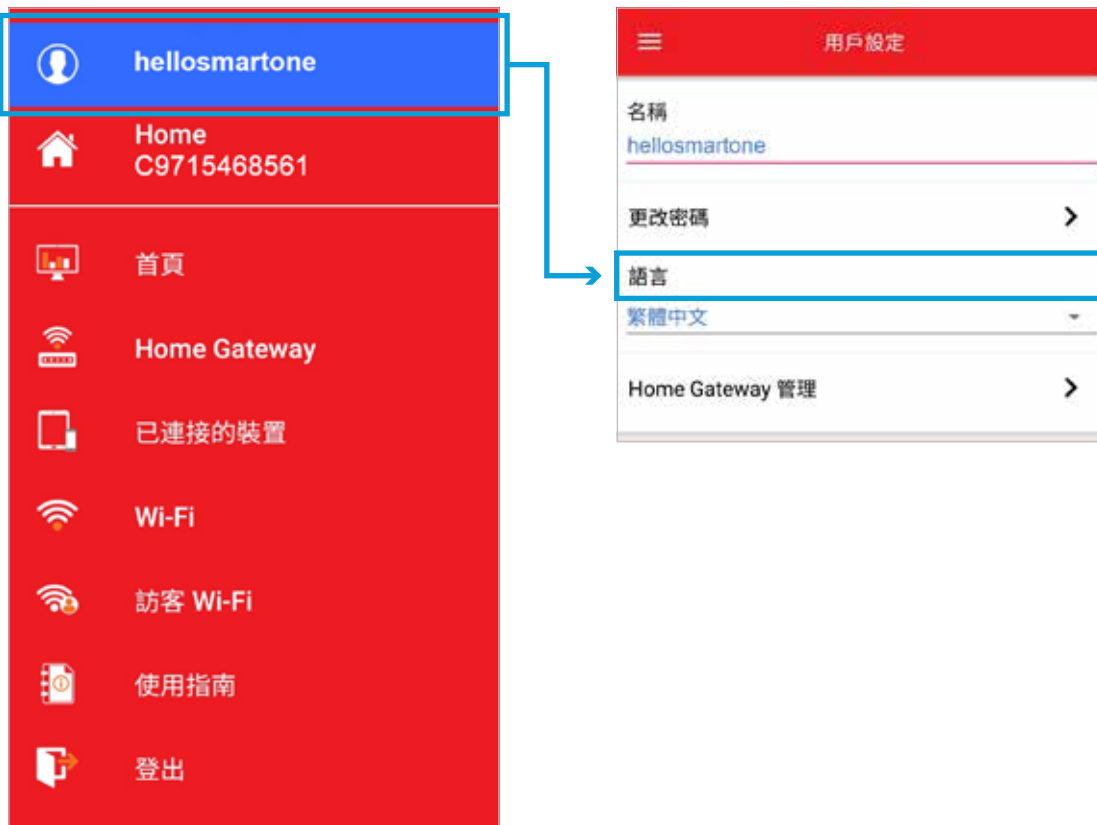 hellosmartone
Home
C9715468561
首頁
Home Gateway
已連接的裝置
Wi-Fi
訪客 Wi-Fi
使用指南
登出
用戶設定
名稱
hellosmartone
更改密碼
語言
繁體中文
Home Gateway 管理